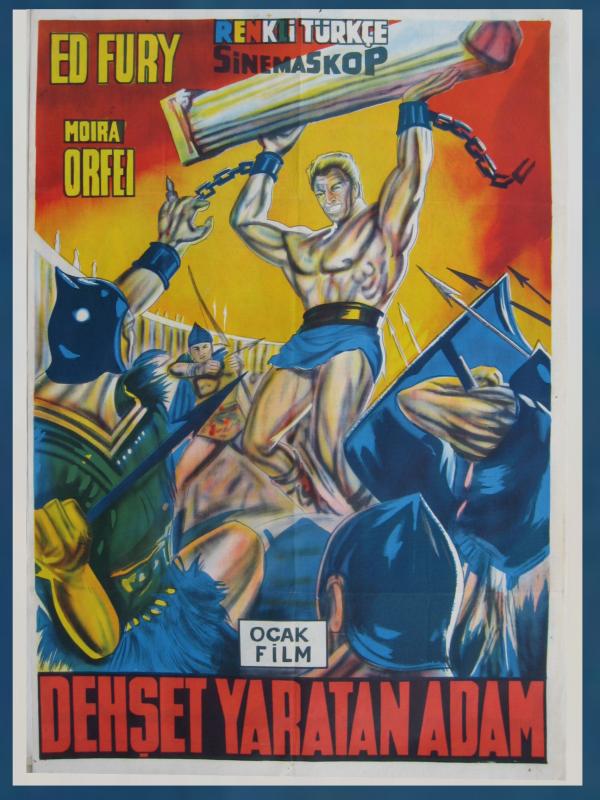 RENKLİ TÜRKÇE
SİNEMASKOP
ED FURY
MOIRA
ORFEI
OCAK
FİLM
DEHŞET YARATAN ADAM